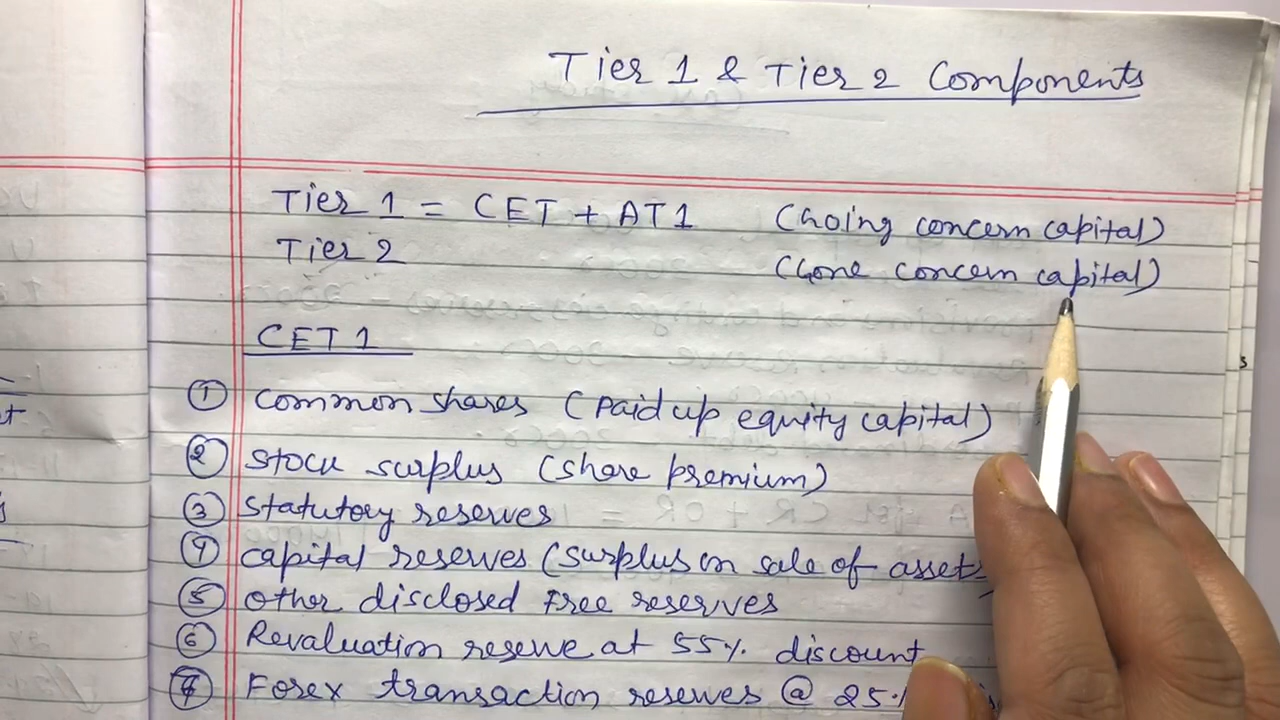 Tier 1 & Tier 2 Components
Tier 1 = CET + AT1 (Going concern capital)
Tier 2 (Gone concern capital)
CET 1
① Common shares (Paid up equity capital)
② Stock surplus (share premium)
③ Statutory reserves
④ Capital reserves (surplus on sale of assets
⑤ Other disclosed free reserves
⑥ Revaluation reserve at 55% discount
⑦ Forex transaction reserves @ 25%